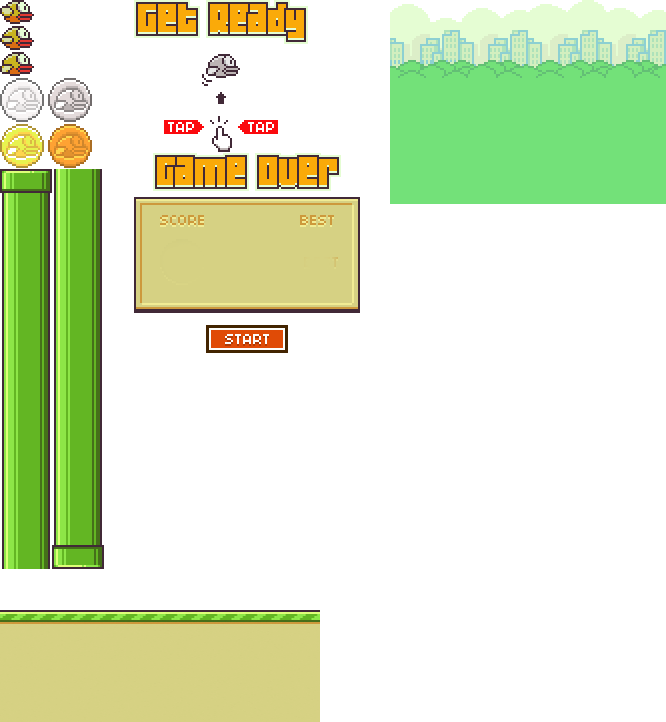 Get Ready
TAP TAP
Game Over
SCORE BEST
T
START